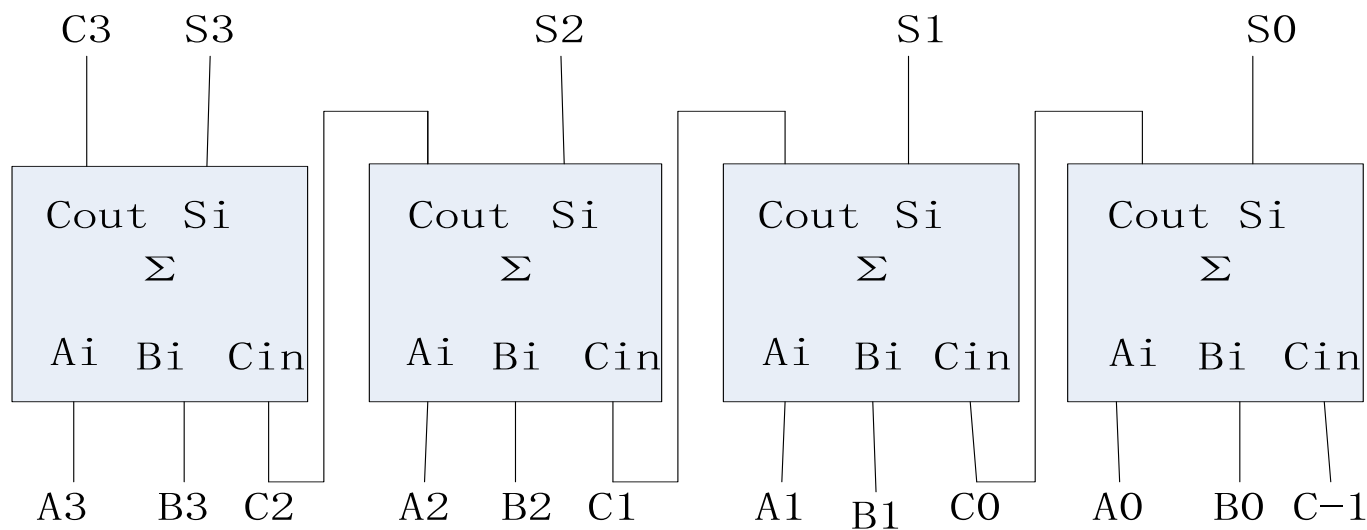 C3 S3 S2 S1 S0
Cout Si Cout Si Cout Si Cout Si
Σ Σ Σ Σ
Ai Bi Cin Ai Bi Cin Ai Bi Cin Ai Bi Cin
A3 B3 C2 A2 B2 C1 A1 B1 C0 A0 B0 C-1